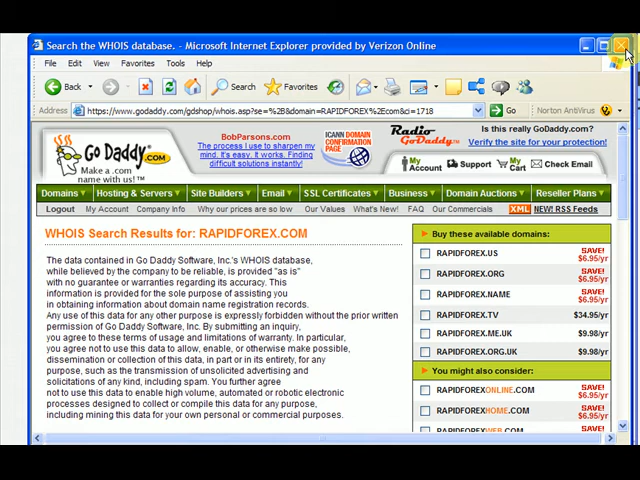 Search the WHOIS database. - Microsoft Internet Explorer provided by Verizon Online
File Edit View Favorites Tools Help
Back Search Favorites
Address https://www.godaddy.com/gdshop/whois.asp?se=%2B&domain=RAPIDFOREX%2Ecom&ci=1718 Go Norton AntiVirus
Go Daddy .COM
Make a .com name with us!™
BobParsons.com
The process I use to sharpen my mind. It's easy. It works. Finding difficult solutions instantly!
ICANN DOMAIN CONFIRMATION PAGE
Radio GoDaddy.com
Is this really GoDaddy.com?
Verify the site for your protection!
My Account Support My Cart Check Email
Domains Hosting & Servers Site Builders Email SSL Certificates Business Domain Auctions Reseller Plans
Logout My Account Company Info Why our prices are so low Our Values What's New! FAQ Our Commercials XML NEW! RSS Feeds
WHOIS Search Results for: RAPIDFOREX.COM
The data contained in Go Daddy Software, Inc.'s WHOIS database,
while believed by the company to be reliable, is provided "as is"
with no guarantee or warranties regarding its accuracy. This
information is provided for the sole purpose of assisting you
in obtaining information about domain name registration records.
Any use of this data for any other purpose is expressly forbidden without the prior written
permission of Go Daddy Software, Inc. By submitting an inquiry,
you agree to these terms of usage and limitations of warranty. In particular,
you agree not to use this data to allow, enable, or otherwise make possible,
dissemination or collection of this data, in part or in its entirety, for any
purpose, such as the transmission of unsolicited advertising and
solicitations of any kind, including spam. You further agree
not to use this data to enable high volume, automated or robotic electronic
processes designed to collect or compile this data for any purpose,
including mining this data for your own personal or commercial purposes.
Buy these available domains:
RAPIDFOREX.US SAVE! $6.95/yr
RAPIDFOREX.ORG SAVE! $6.95/yr
RAPIDFOREX.NAME SAVE! $6.95/yr
RAPIDFOREX.TV $34.95/yr
RAPIDFOREX.ME.UK $9.98/yr
RAPIDFOREX.ORG.UK $9.98/yr
You might also consider:
RAPIDFOREXONLINE.COM SAVE! $6.95/yr
RAPIDFOREXHOME.COM SAVE! $6.95/yr
RAPIDFOREXWEB.COM SAVE!